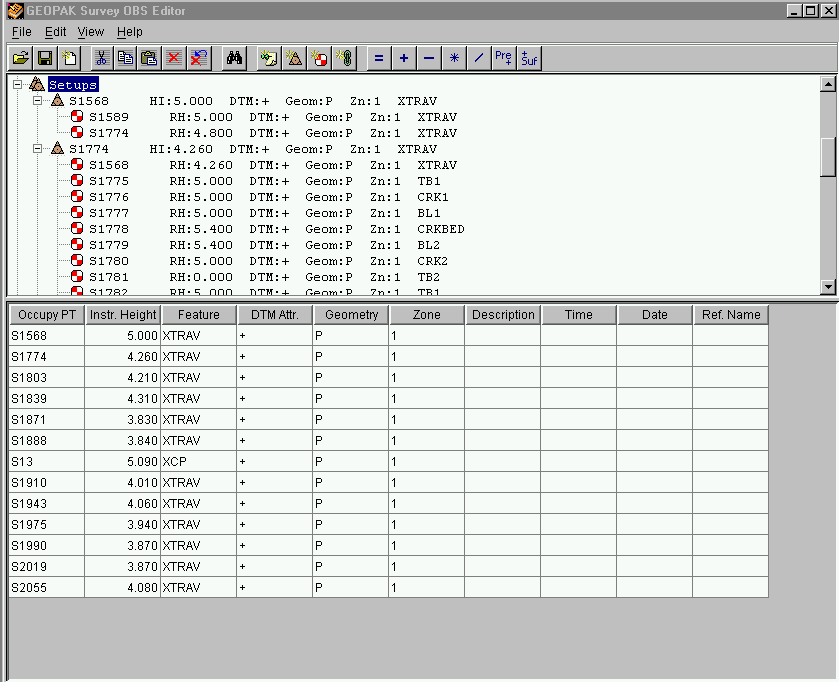 GEOPAK Survey OBS Editor
File Edit View Help
= + − * / Pre + + Suf
Setups
S1568 HI:5.000 DTM:+ Geom:P Zn:1 XTRAV
S1589 RH:5.000 DTM:+ Geom:P Zn:1 XTRAV
S1774 RH:4.800 DTM:+ Geom:P Zn:1 XTRAV
S1774 HI:4.260 DTM:+ Geom:P Zn:1 XTRAV
S1568 RH:4.260 DTM:+ Geom:P Zn:1 XTRAV
S1775 RH:5.000 DTM:+ Geom:P Zn:1 TB1
S1776 RH:5.000 DTM:+ Geom:P Zn:1 CRK1
S1777 RH:5.000 DTM:+ Geom:P Zn:1 BL1
S1778 RH:5.400 DTM:+ Geom:P Zn:1 CRKBED
S1779 RH:5.400 DTM:+ Geom:P Zn:1 BL2
S1780 RH:5.000 DTM:+ Geom:P Zn:1 CRK2
S1781 RH:0.000 DTM:+ Geom:P Zn:1 TB2
S1782 RH:5.000 DTM:+ Geom:P Zn:1 TB1
Occupy PT Instr. Height Feature DTM Attr. Geometry Zone Description Time Date Ref. Name
S1568 5.000 XTRAV + P 1
S1774 4.260 XTRAV + P 1
S1803 4.210 XTRAV + P 1
S1839 4.310 XTRAV + P 1
S1871 3.830 XTRAV + P 1
S1888 3.840 XTRAV + P 1
S13 5.090 XCP + P 1
S1910 4.010 XTRAV + P 1
S1943 4.060 XTRAV + P 1
S1975 3.940 XTRAV + P 1
S1990 3.870 XTRAV + P 1
S2019 3.870 XTRAV + P 1
S2055 4.080 XTRAV + P 1